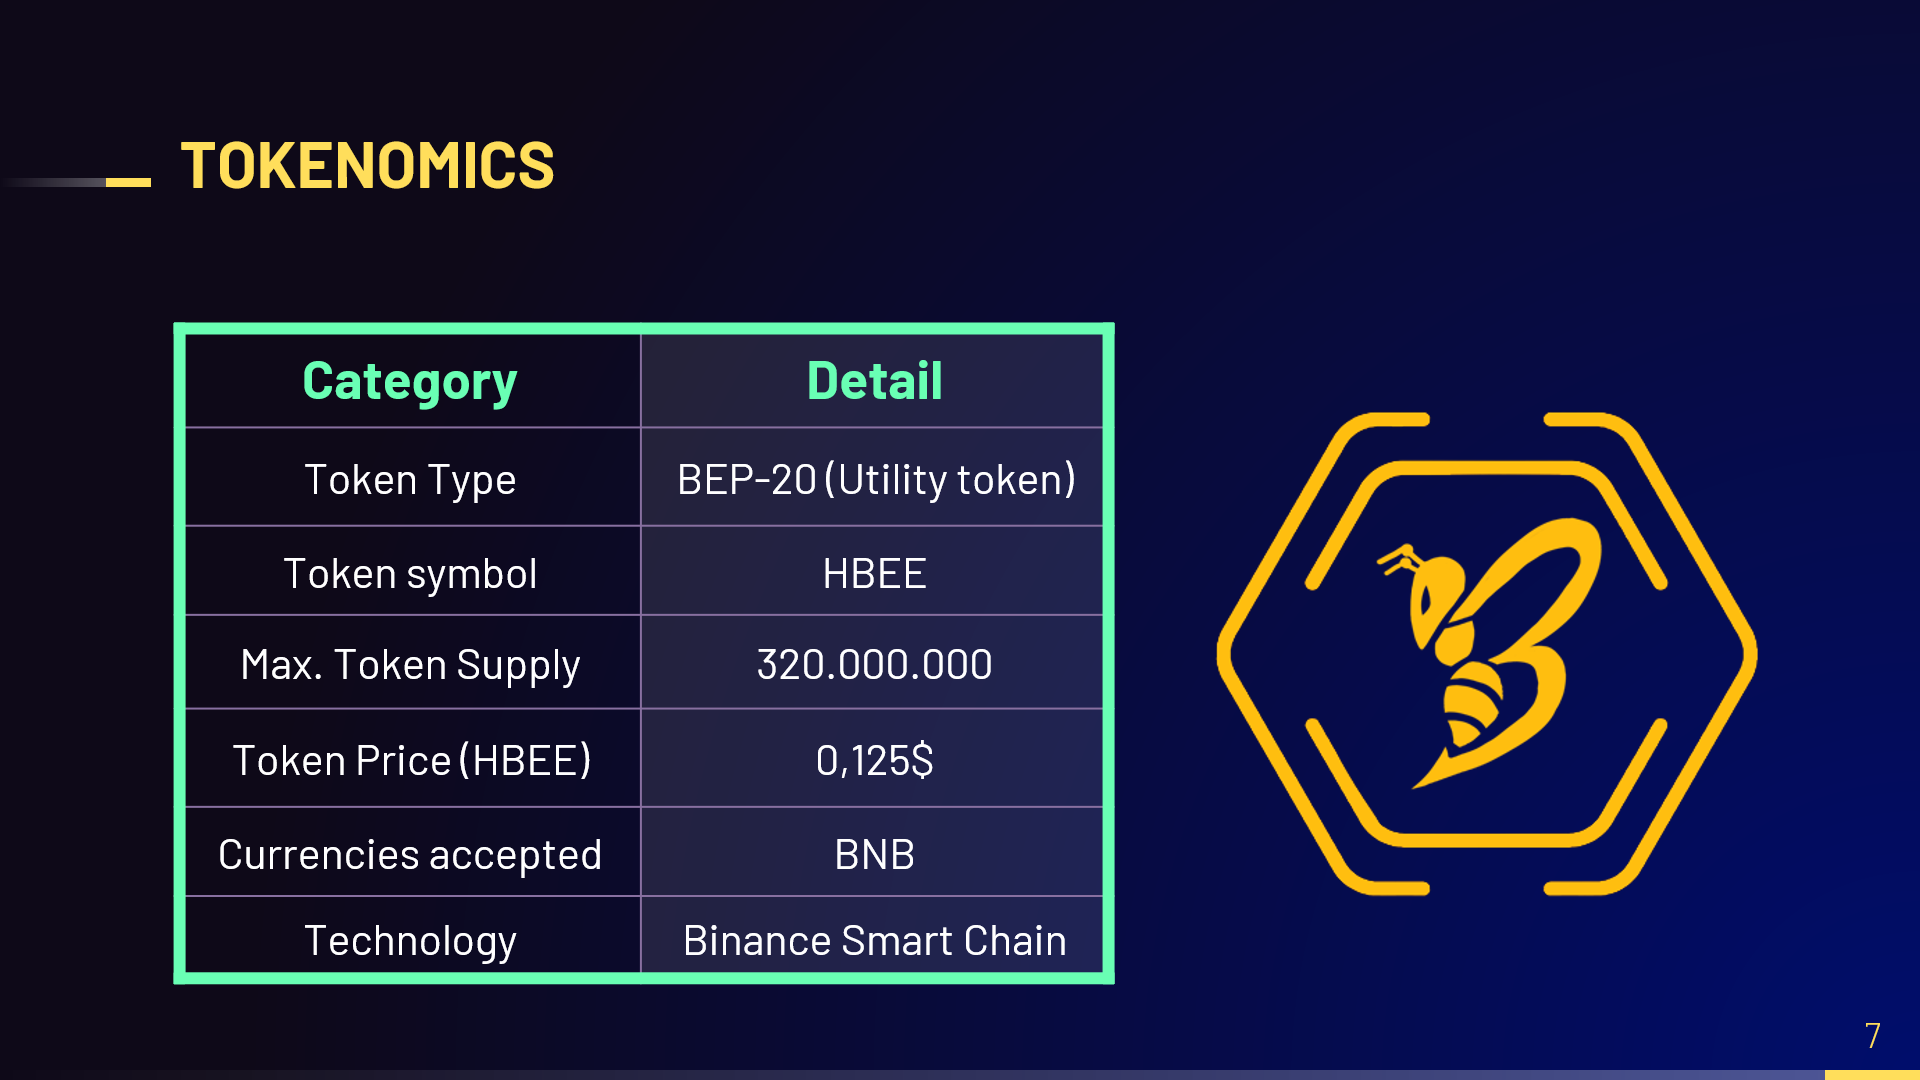 TOKENOMICS
Category Detail
Token Type BEP-20 (Utility token)
Token symbol HBEE
Max. Token Supply 320.000.000
Token Price (HBEE) 0,125$
Currencies accepted BNB
Technology Binance Smart Chain
7